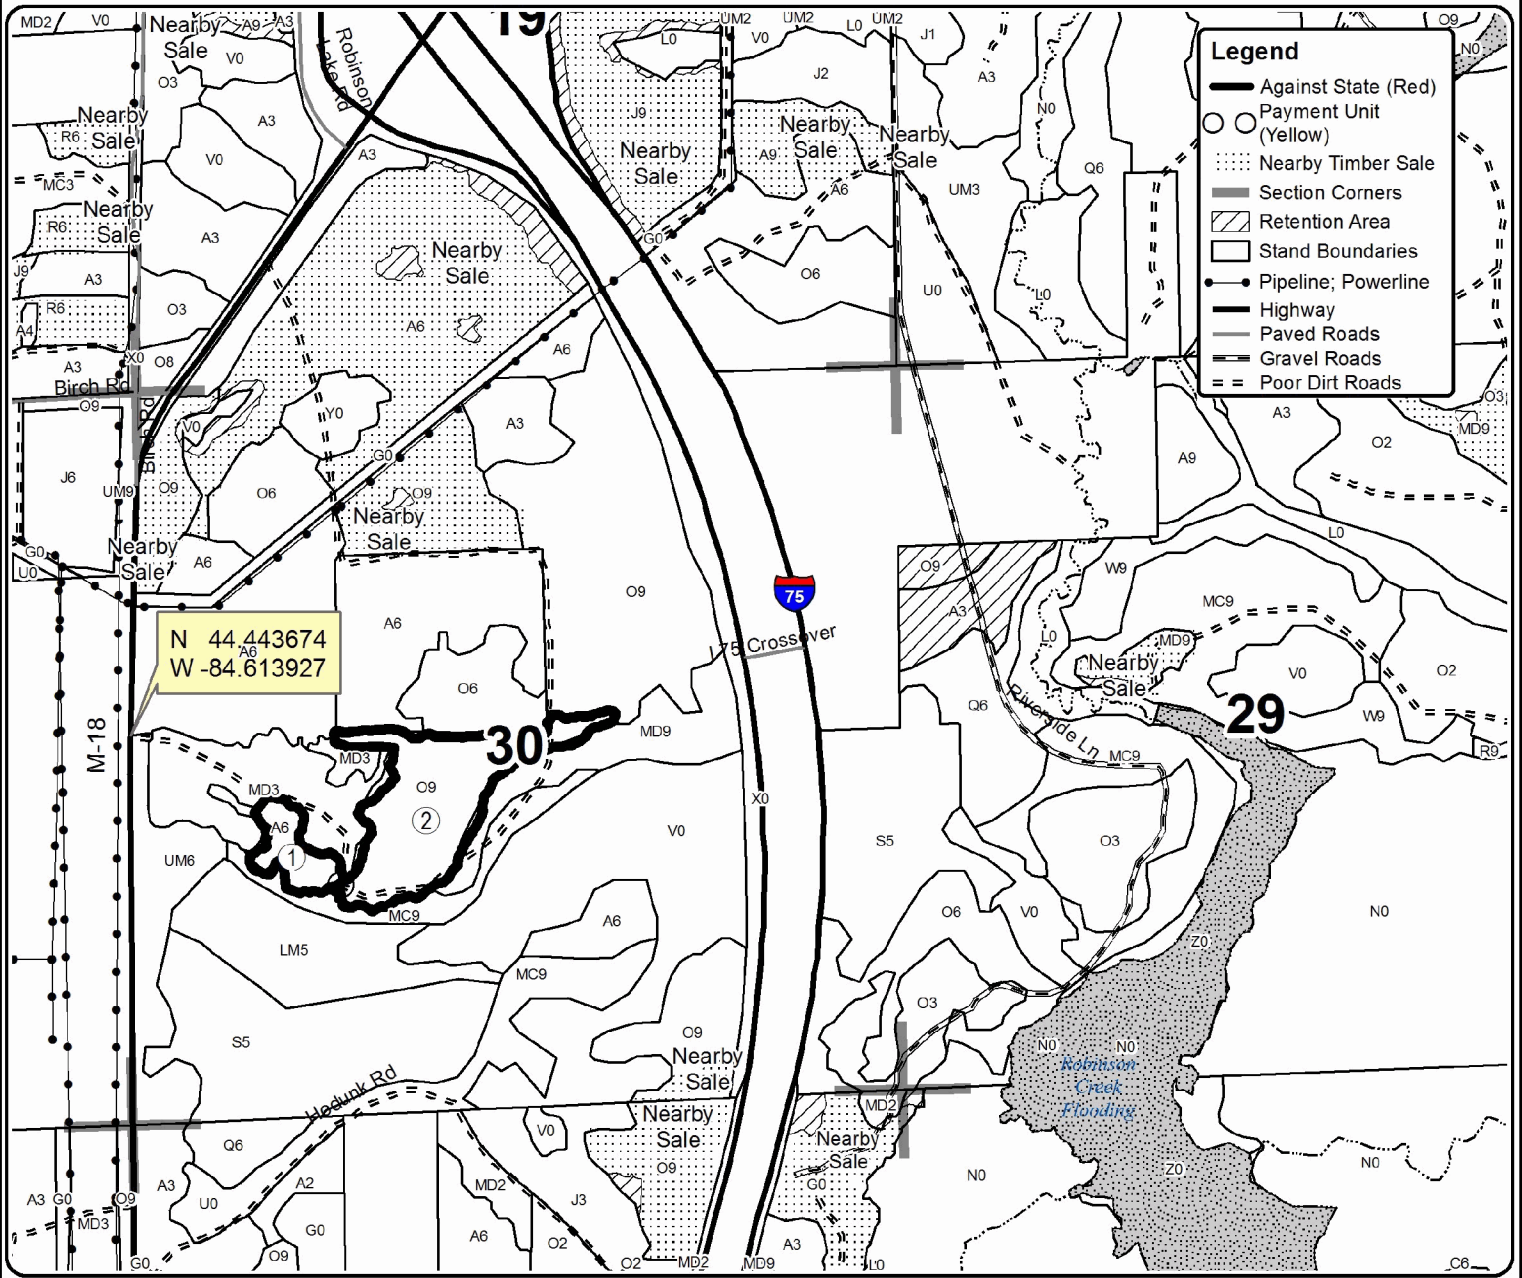 MD2
V0
Nearby
Sale
A9
A3
V0
O3
Robinson
Lake Rd
19
L0
UM2
V0
UM2
L0
UM2
J1
J2
A3
O9
N0
Legend
Against State (Red)
Payment Unit
(Yellow)
Nearby Timber Sale
Section Corners
Retention Area
Stand Boundaries
Pipeline; Powerline
Highway
Paved Roads
Gravel Roads
Poor Dirt Roads
Nearby
Sale
R6
A3
V0
A3
J9
Nearby
Sale
Nearby
Sale
A9
Nearby
Sale
N0
Q6
MC3
Nearby
Sale
R6
A3
A6
UM3
G0
J9
A3
Nearby
Sale
O6
U0
L0
R6
O3
A4
A6
A6
X0
O8
A3
Birch Rd
O9
Birch Rd
V0
Y0
A3
A3
O2
O3
MD9
J6
UM9
O9
O6
G0
O9
A9
Nearby
Sale
G0
U0
Nearby
Sale
A6
L0
O9
W9
MC9
A3
O9
75
A6
N 44.443674
A6
W -84.613927
I 75 Crossover
L0
MD9
Nearby
Sale
V0
O2
O6
Q6
Riverside Ln
29
W9
R9
M-18
30
MD9
MD3
MC9
MD3
O9
2
X0
A6
1
UM6
V0
S5
O3
MC9
A6
O6
V0
N0
LM5
MC9
Z0
O3
S5
O9
Nearby
Sale
N0
N0
Robinson
Creek
Flooding
Hodunk Rd
Nearby
Sale
MD2
Nearby
Sale
V0
Q6
O9
Z0
N0
N0
A3
G0
O9
A3
U0
A2
MD2
J3
G0
MD3
G0
A6
O2
A3
G0
O9
O2
MD2
MD9
L0
C6